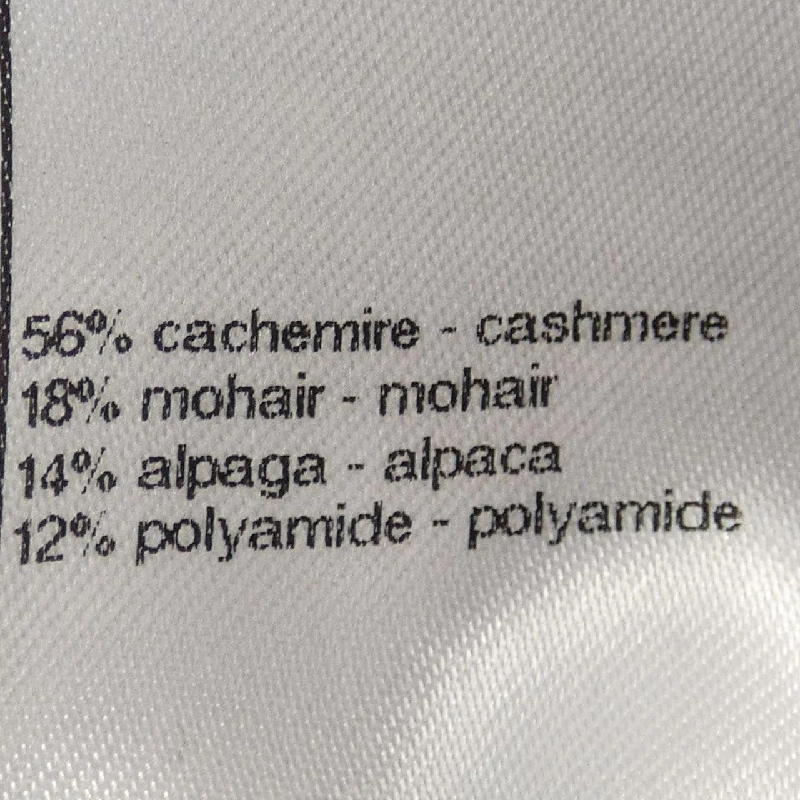 56% cachemire - cashmere
18% mohair - mohair
14% alpaga - alpaca
12% polyamide - polyamide